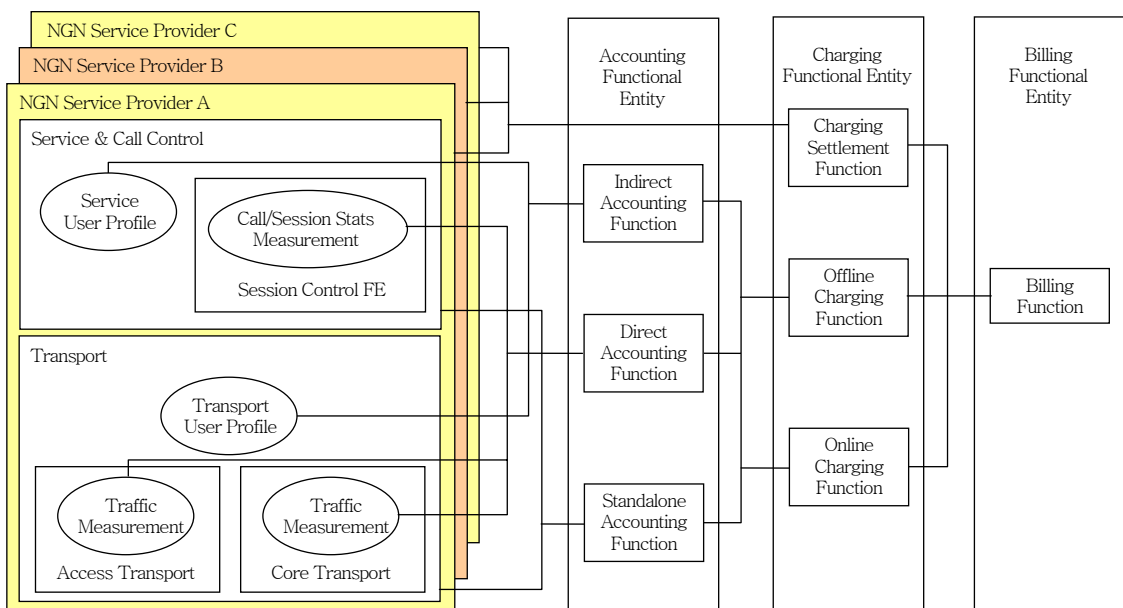 NGN Service Provider C
NGN Service Provider B
NGN Service Provider A
Service & Call Control
Service
User Profile
Call/Session Stats
Measurement
Session Control FE
Transport
Transport
User Profile
Traffic
Measurement
Access Transport
Traffic
Measurement
Core Transport
Accounting
Functional
Entity
Indirect
Accounting
Function
Direct
Accounting
Function
Standalone
Accounting
Function
Charging
Functional Entity
Charging
Settlement
Function
Offline
Charging
Function
Online
Charging
Function
Billing
Functional
Entity
Billing
Function